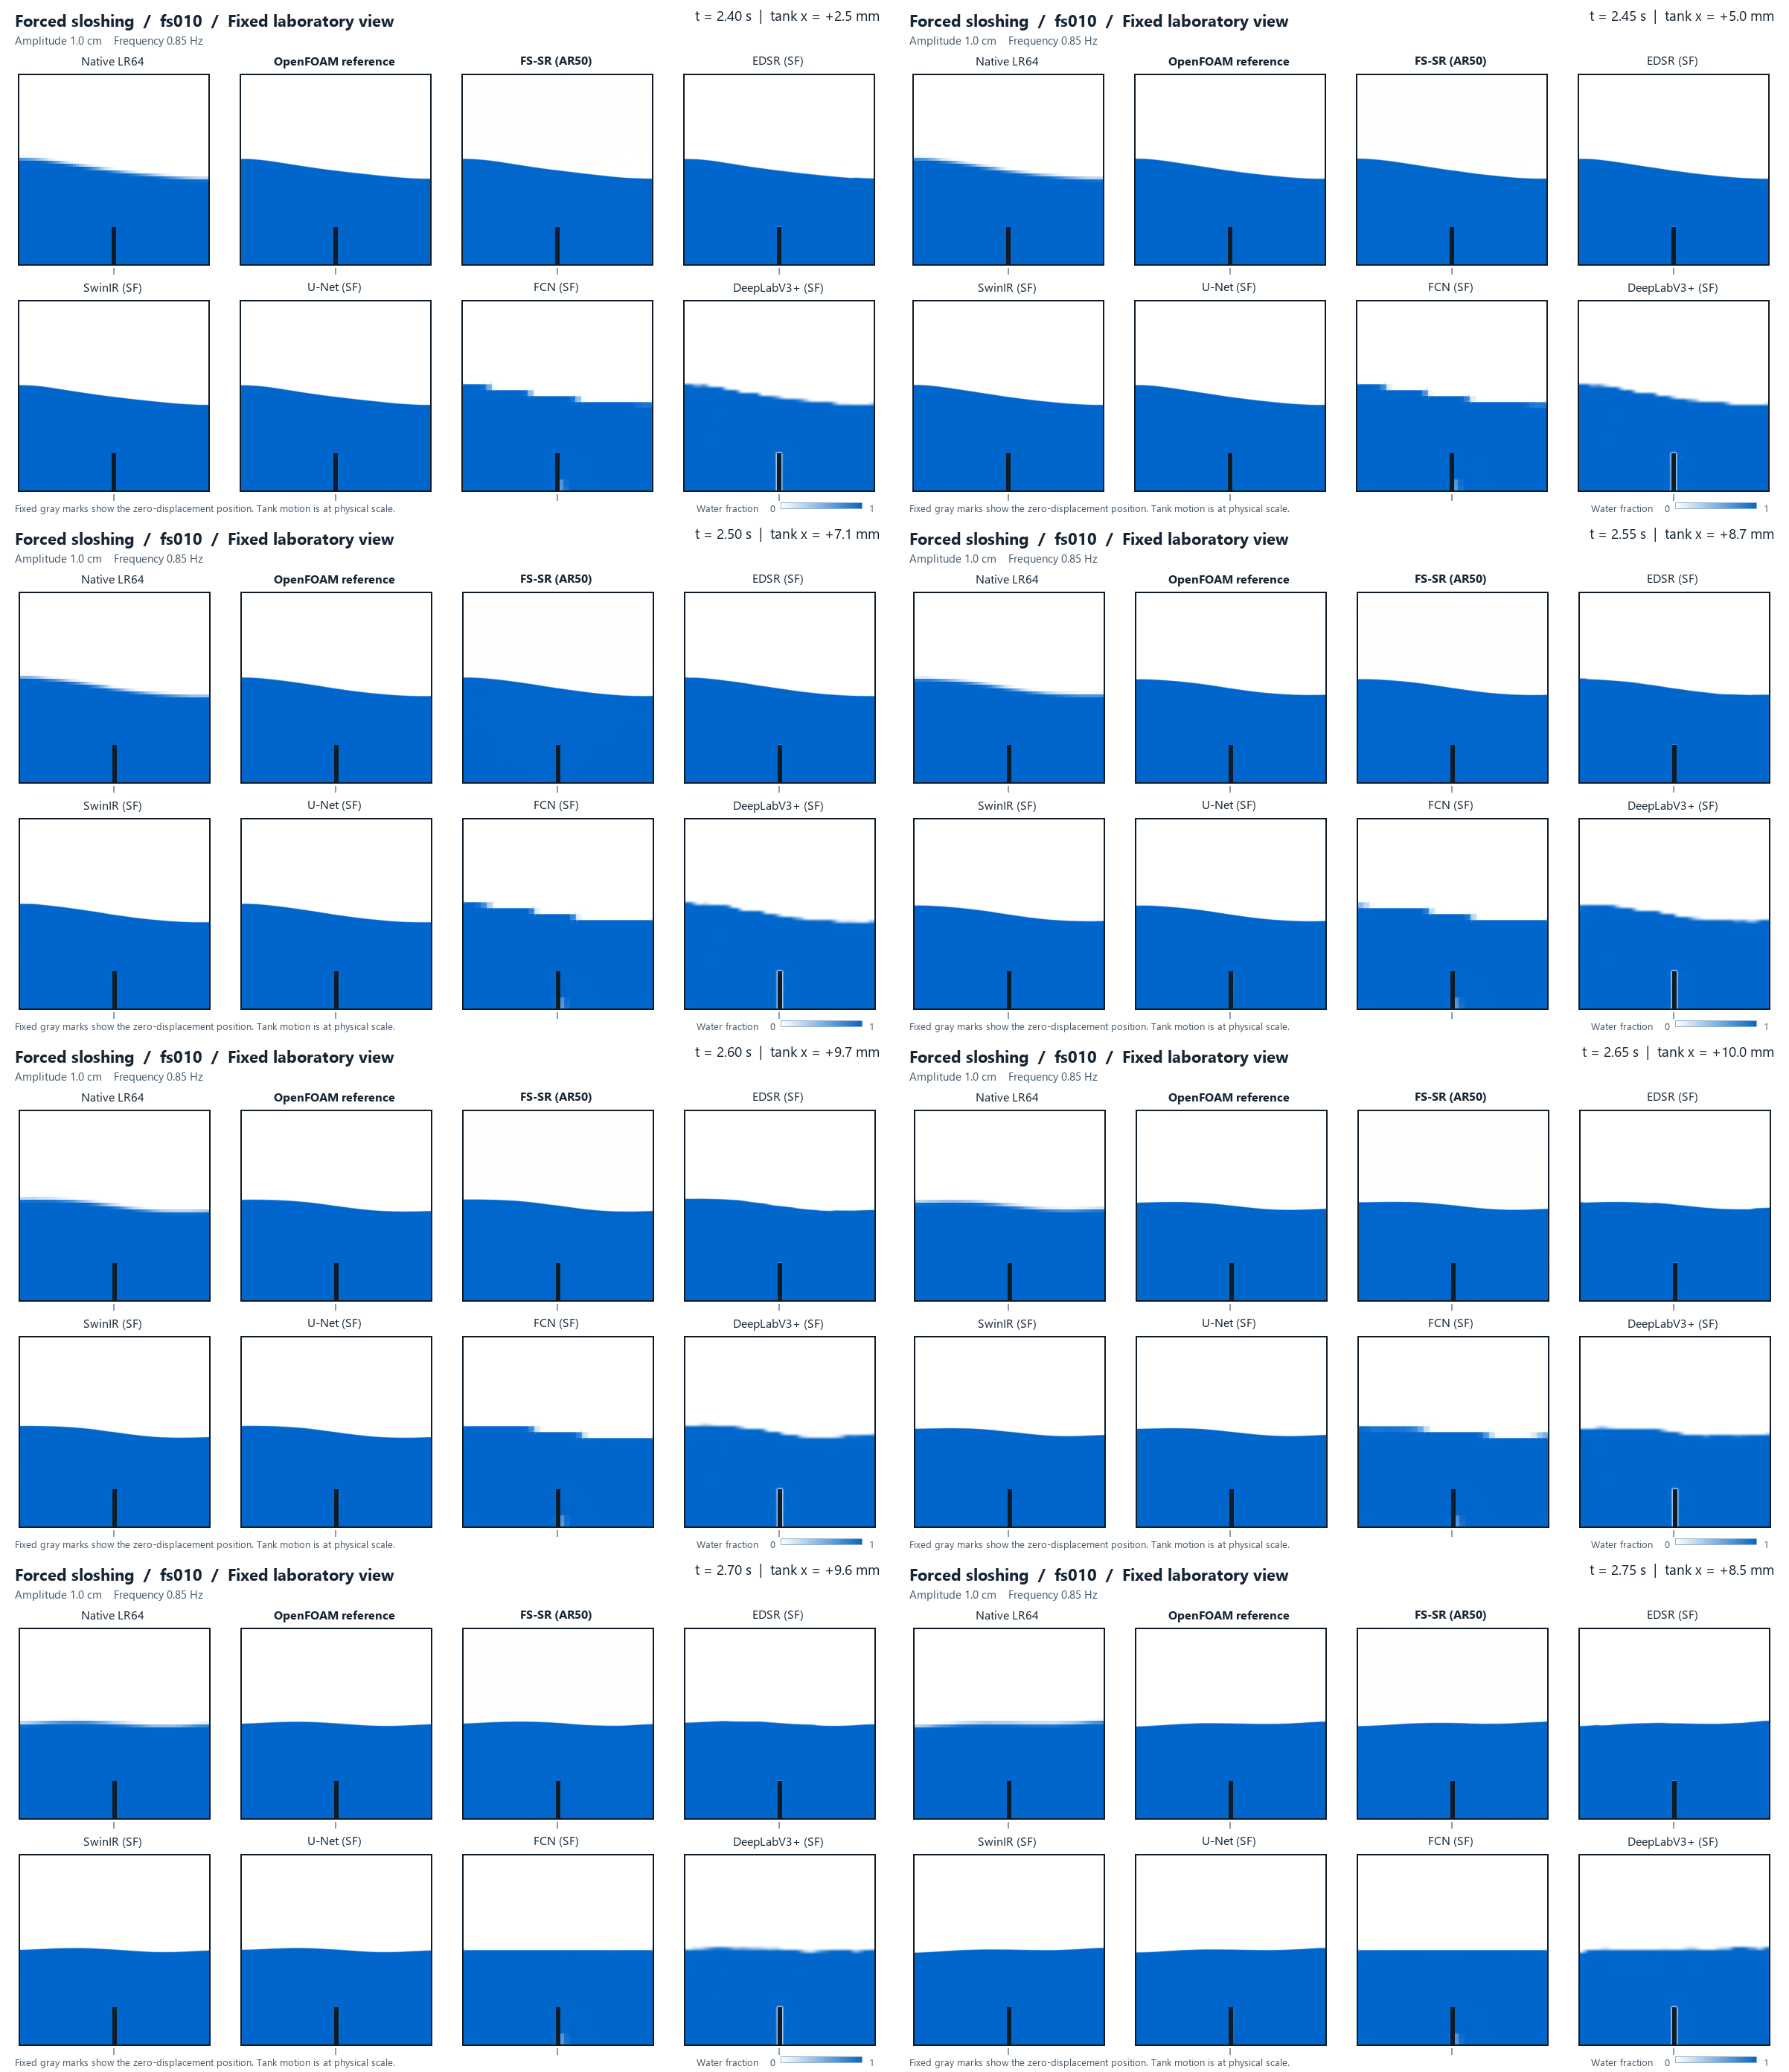 Forced sloshing / fs010 / Fixed laboratory view
t = 2.40 s | tank x = +2.5 mm
Amplitude 1.0 cm Frequency 0.85 Hz
Native LR64 OpenFOAM reference FS-SR (AR50) EDSR (SF)
SwinIR (SF) U-Net (SF) FCN (SF) DeepLabV3+ (SF)
Fixed gray marks show the zero-displacement position. Tank motion is at physical scale.
Water fraction 0 1
Forced sloshing / fs010 / Fixed laboratory view
t = 2.45 s | tank x = +5.0 mm
Amplitude 1.0 cm Frequency 0.85 Hz
Native LR64 OpenFOAM reference FS-SR (AR50) EDSR (SF)
SwinIR (SF) U-Net (SF) FCN (SF) DeepLabV3+ (SF)
Fixed gray marks show the zero-displacement position. Tank motion is at physical scale.
Water fraction 0 1
Forced sloshing / fs010 / Fixed laboratory view
t = 2.50 s | tank x = +7.1 mm
Amplitude 1.0 cm Frequency 0.85 Hz
Native LR64 OpenFOAM reference FS-SR (AR50) EDSR (SF)
SwinIR (SF) U-Net (SF) FCN (SF) DeepLabV3+ (SF)
Fixed gray marks show the zero-displacement position. Tank motion is at physical scale.
Water fraction 0 1
Forced sloshing / fs010 / Fixed laboratory view
t = 2.55 s | tank x = +8.7 mm
Amplitude 1.0 cm Frequency 0.85 Hz
Native LR64 OpenFOAM reference FS-SR (AR50) EDSR (SF)
SwinIR (SF) U-Net (SF) FCN (SF) DeepLabV3+ (SF)
Fixed gray marks show the zero-displacement position. Tank motion is at physical scale.
Water fraction 0 1
Forced sloshing / fs010 / Fixed laboratory view
t = 2.60 s | tank x = +9.7 mm
Amplitude 1.0 cm Frequency 0.85 Hz
Native LR64 OpenFOAM reference FS-SR (AR50) EDSR (SF)
SwinIR (SF) U-Net (SF) FCN (SF) DeepLabV3+ (SF)
Fixed gray marks show the zero-displacement position. Tank motion is at physical scale.
Water fraction 0 1
Forced sloshing / fs010 / Fixed laboratory view
t = 2.65 s | tank x = +10.0 mm
Amplitude 1.0 cm Frequency 0.85 Hz
Native LR64 OpenFOAM reference FS-SR (AR50) EDSR (SF)
SwinIR (SF) U-Net (SF) FCN (SF) DeepLabV3+ (SF)
Fixed gray marks show the zero-displacement position. Tank motion is at physical scale.
Water fraction 0 1
Forced sloshing / fs010 / Fixed laboratory view
t = 2.70 s | tank x = +9.6 mm
Amplitude 1.0 cm Frequency 0.85 Hz
Native LR64 OpenFOAM reference FS-SR (AR50) EDSR (SF)
SwinIR (SF) U-Net (SF) FCN (SF) DeepLabV3+ (SF)
Fixed gray marks show the zero-displacement position. Tank motion is at physical scale.
Water fraction 0 1
Forced sloshing / fs010 / Fixed laboratory view
t = 2.75 s | tank x = +8.5 mm
Amplitude 1.0 cm Frequency 0.85 Hz
Native LR64 OpenFOAM reference FS-SR (AR50) EDSR (SF)
SwinIR (SF) U-Net (SF) FCN (SF) DeepLabV3+ (SF)
Fixed gray marks show the zero-displacement position. Tank motion is at physical scale.
Water fraction 0 1